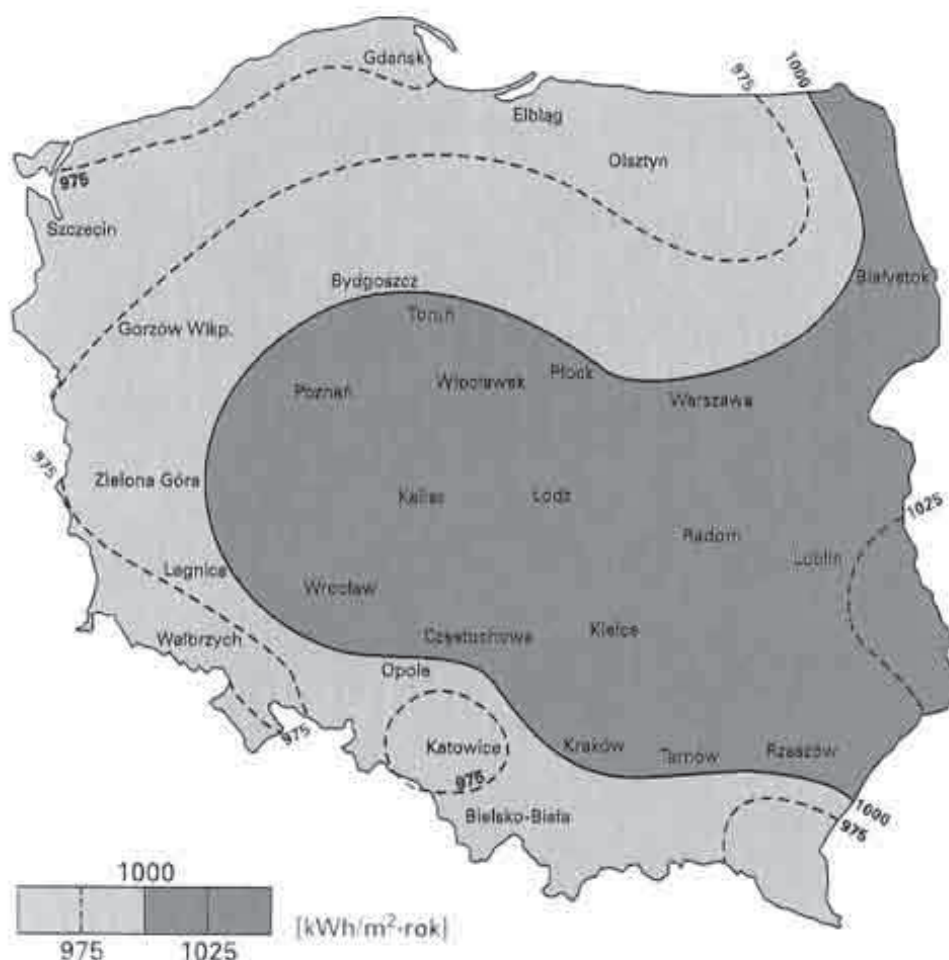 Gdańsk
975
1000
Elbląg
Olsztyn
975
Szczecin
Bydgoszcz
Białystok
Toruń
Gorzów Wlkp.
Płock
Włocławek
Poznań
Warszawa
975
Zielona Góra
Kalisz
Łódź
1025
Radom
Lublin
Legnica
Wrocław
Wałbrzych
Częstochowa
Kielce
Opole
975
Katowice
Kraków
Tarnów
Rzeszów
975
1000
975
Bielsko-Biała
1000
[kWh/m²-rok]
975 1025